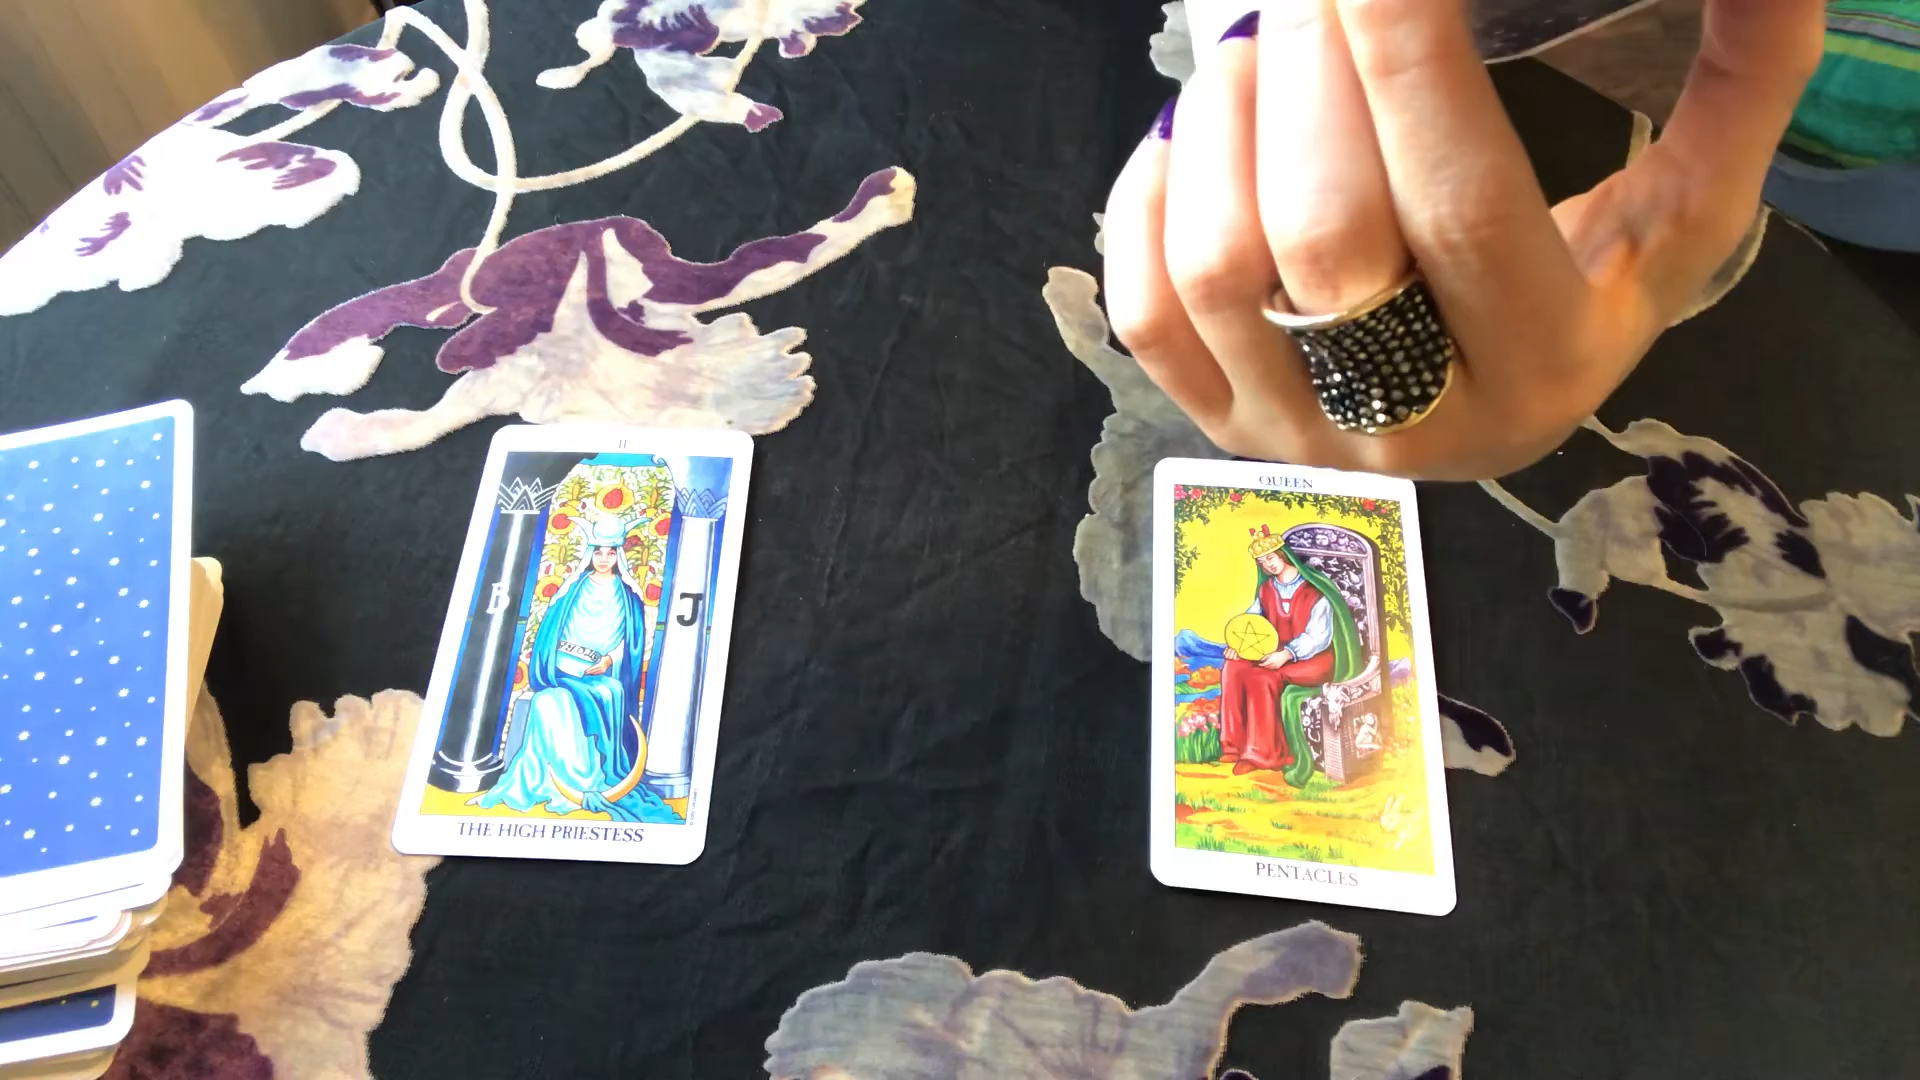 II
B
J
THE HIGH PRIESTESS
QUEEN
PENTACLES